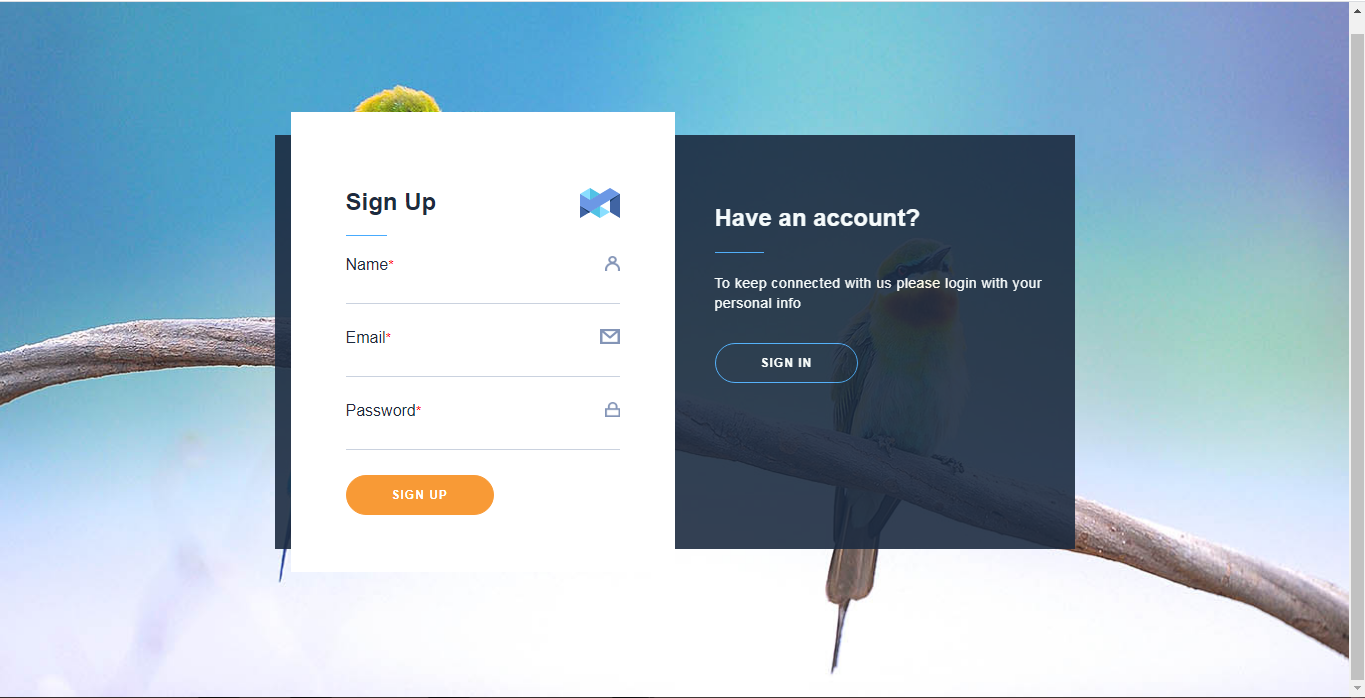 Sign Up
Name*
Email*
Password*
SIGN UP
Have an account?
To keep connected with us please login with your
personal info
SIGN IN